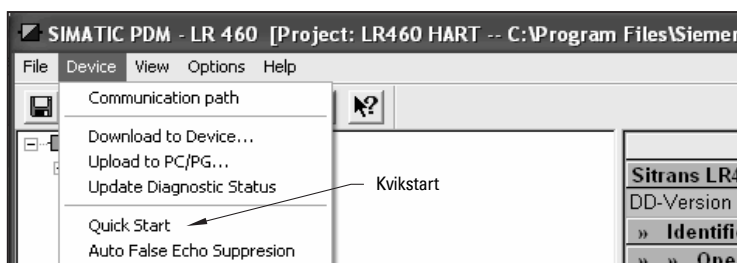 SIMATIC PDM - LR 460 [Project: LR460 HART -- C:\Program Files\Siemen
File Device View Options Help
Communication path
Download to Device...
Upload to PC/PG...
Update Diagnostic Status
Kvikstart
Quick Start
Auto False Echo Suppresion
Sitrans LR4
DD-Version
» Identifi
» » Ope